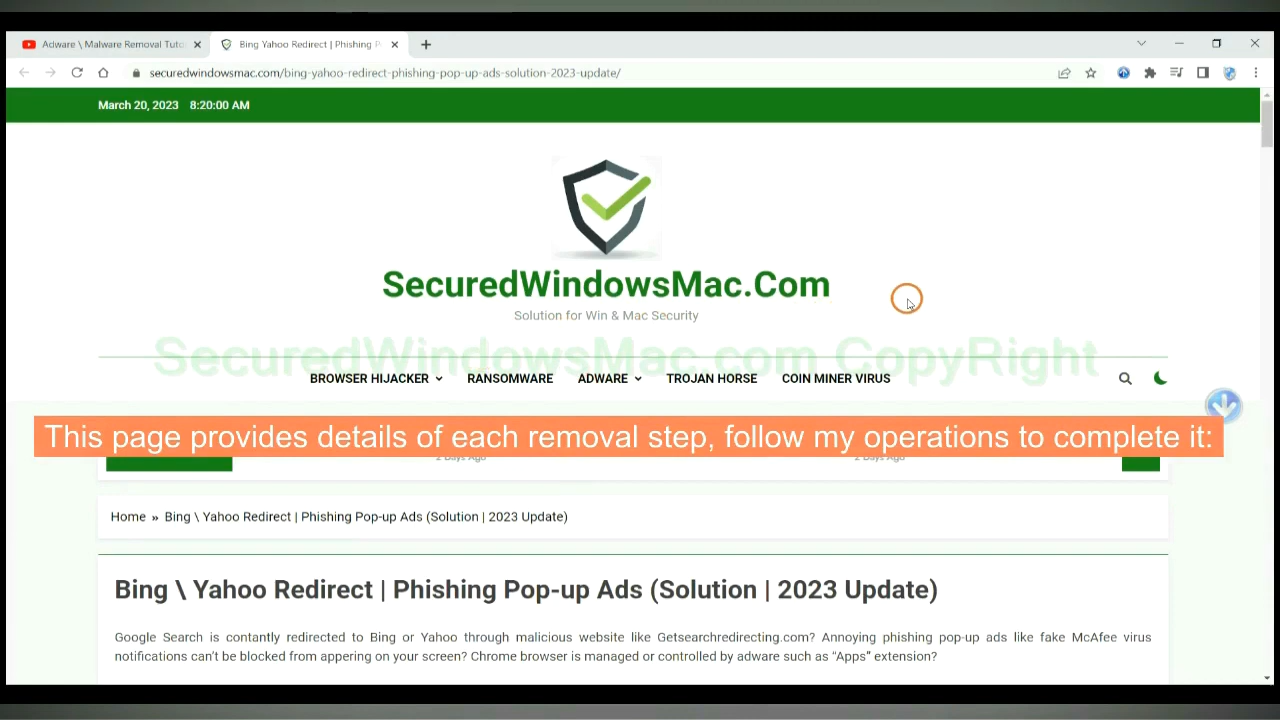 Adware \ Malware Removal Tuto
Bing Yahoo Redirect | Phishing P
securedwindowsmac.com/bing-yahoo-redirect-phishing-pop-up-ads-solution-2023-update/
March 20, 2023 8:20:00 AM
SecuredWindowsMac.Com
Solution for Win & Mac Security
SecuredWindowsMac.com CopyRight
BROWSER HIJACKER RANSOMWARE ADWARE TROJAN HORSE COIN MINER VIRUS
This page provides details of each removal step, follow my operations to complete it:
2 Days Ago 2 Days Ago
Home » Bing \ Yahoo Redirect | Phishing Pop-up Ads (Solution | 2023 Update)
Bing \ Yahoo Redirect | Phishing Pop-up Ads (Solution | 2023 Update)
Google Search is contantly redirected to Bing or Yahoo through malicious website like Getsearchredirecting.com? Annoying phishing pop-up ads like fake McAfee virus
notifications can't be blocked from appering on your screen? Chrome browser is managed or controlled by adware such as “Apps” extension?